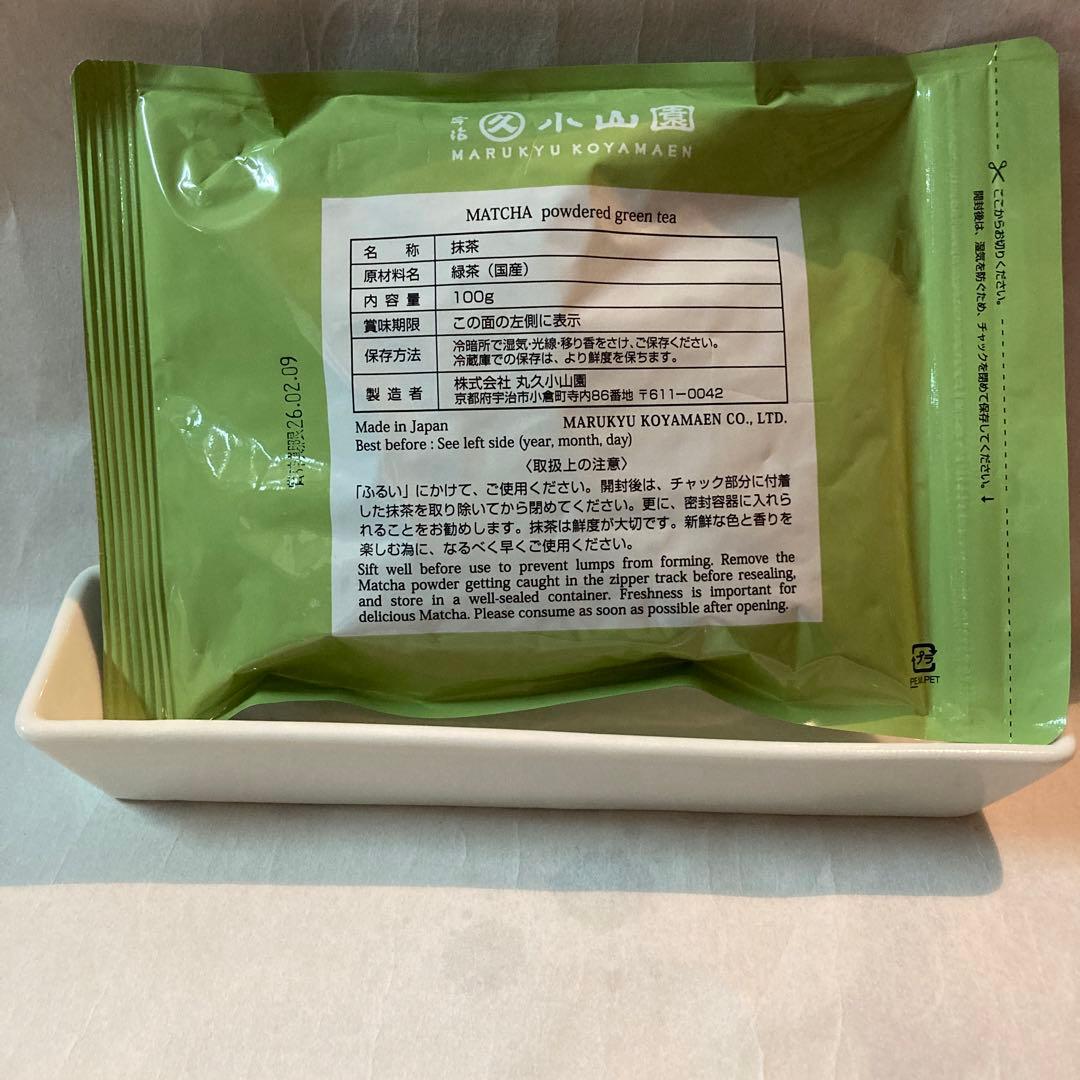 宇治 久 小山園
MARUKYU KOYAMAEN
MATCHA powdered green tea
名 称 抹茶
原材料名 緑茶（国産）
内容量 100g
賞味期限 この面の左側に表示
保存方法 冷暗所で湿気・光線・移り香をさけ、ご保存ください。
冷蔵庫での保存は、より鮮度を保ちます。
製造者 株式会社 丸久小山園
京都府宇治市小倉町寺内86番地 〒611-0042
Made in Japan MARUKYU KOYAMAEN CO., LTD.
Best before : See left side (year, month, day)
〈取扱上の注意〉
「ふるい」にかけて、ご使用ください。開封後は、チャック部分に付着
した抹茶を取り除いてから閉めてください。更に、密封容器に入れら
れることをお勧めします。抹茶は鮮度が大切です。新鮮な色と香りを
楽しむ為に、なるべく早くご使用ください。
Sift well before use to prevent lumps from forming. Remove the
Matcha powder getting caught in the zipper track before resealing,
and store in a well-sealed container. Freshness is important for
delicious Matcha. Please consume as soon as possible after opening.
賞味期限26.02.09
ここからお切りください。
開封後は、湿気を防ぐため、チャックを閉めて保存してください。
プラ
PE,M,PET